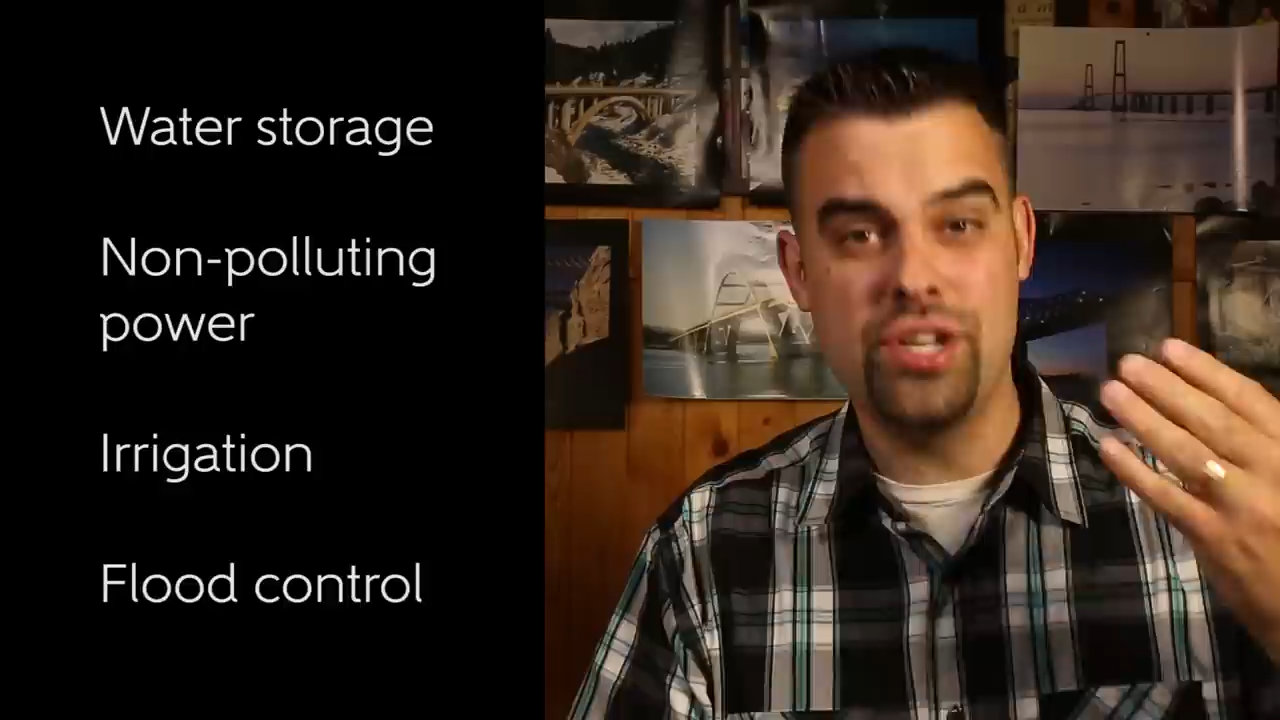 Water storage
Non-polluting
power
Irrigation
Flood control